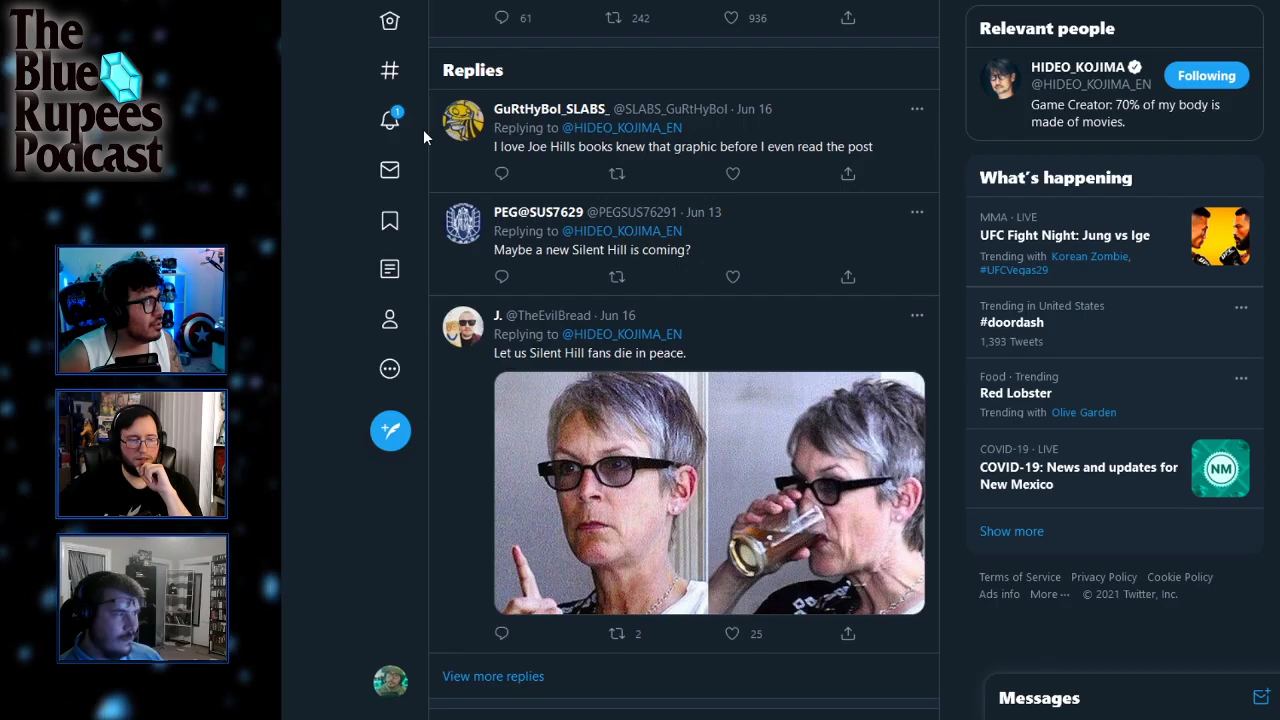 The
Blue
Rupees
Podcast
61
242
936
Replies
GuRtHyBoI_SLABS_ @SLABS_GuRtHyBoI · Jun 16
Replying to @HIDEO_KOJIMA_EN
I love Joe Hills books knew that graphic before I even read the post
PEG@SUS7629 @PEGSUS76291 · Jun 13
Replying to @HIDEO_KOJIMA_EN
Maybe a new Silent Hill is coming?
J. @TheEvilBread · Jun 16
Replying to @HIDEO_KOJIMA_EN
Let us Silent Hill fans die in peace.
2
25
View more replies
1
Relevant people
HIDEO_KOJIMA
@HIDEO_KOJIMA_EN
Following
Game Creator: 70% of my body is
made of movies.
What's happening
MMA · LIVE
UFC Fight Night: Jung vs Ige
Trending with Korean Zombie,
#UFCVegas29
Trending in United States
#doordash
1,393 Tweets
Food · Trending
Red Lobster
Trending with Olive Garden
COVID-19 · LIVE
COVID-19: News and updates for
New Mexico
NM
Show more
Terms of Service Privacy Policy Cookie Policy
Ads info More ··· © 2021 Twitter, Inc.
Messages